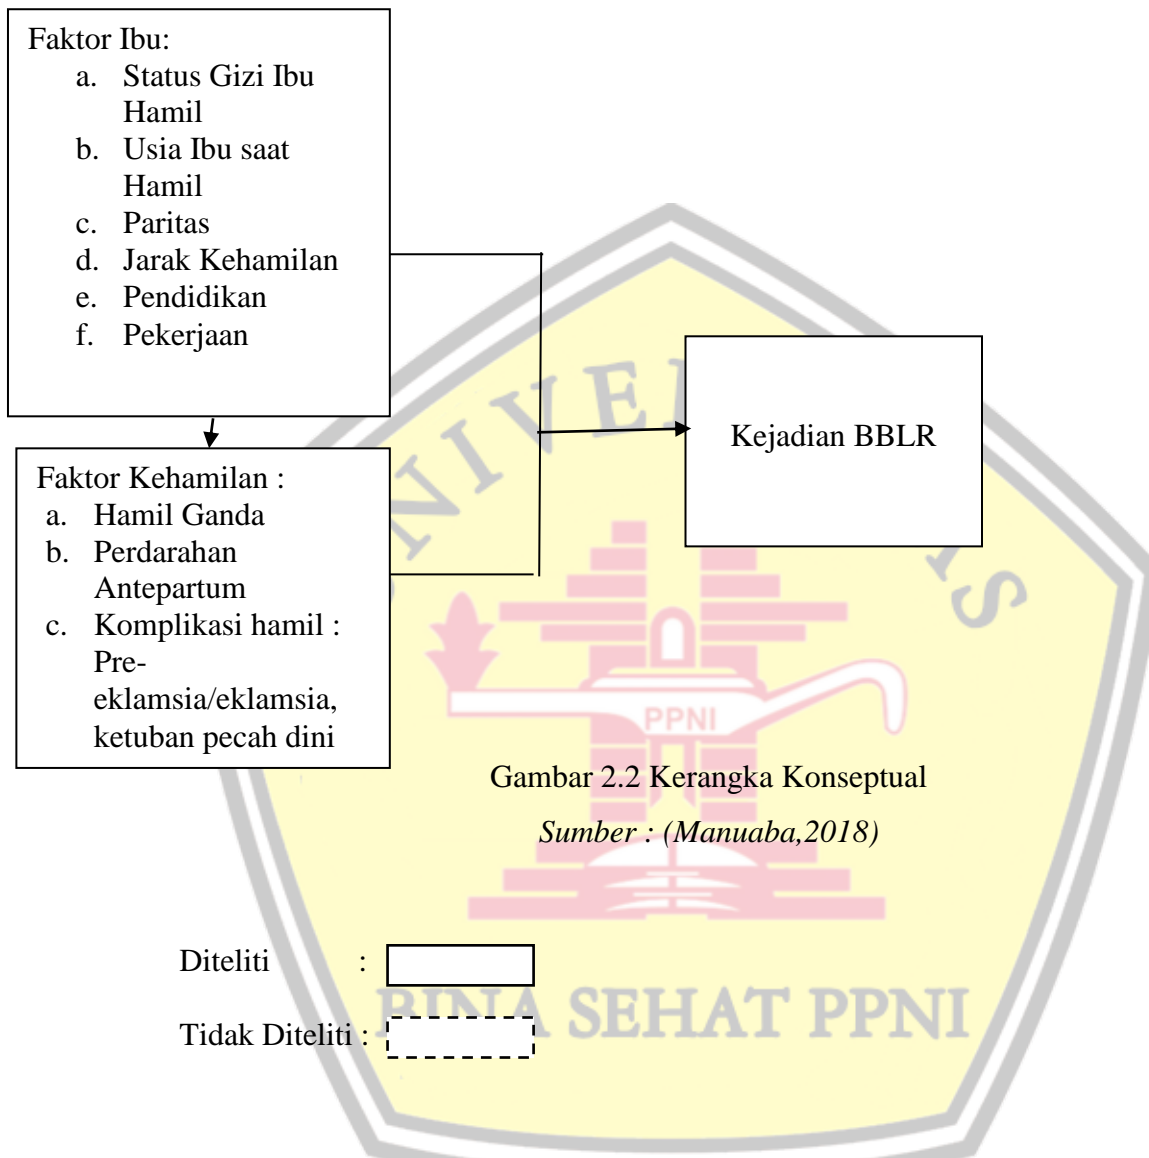 Faktor Ibu:
a. Status Gizi Ibu
Hamil
b. Usia Ibu saat
Hamil
c. Paritas
d. Jarak Kehamilan
e. Pendidikan
f. Pekerjaan
Faktor Kehamilan :
a. Hamil Ganda
b. Perdarahan
Antepartum
c. Komplikasi hamil :
Pre-
eklamsia/eklamsia,
ketuban pecah dini
Kejadian BBLR
PPNI
Gambar 2.2 Kerangka Konseptual
Sumber : (Manuaba,2018)
Diteliti :
Tidak Diteliti :
BINA SEHAT PPNI